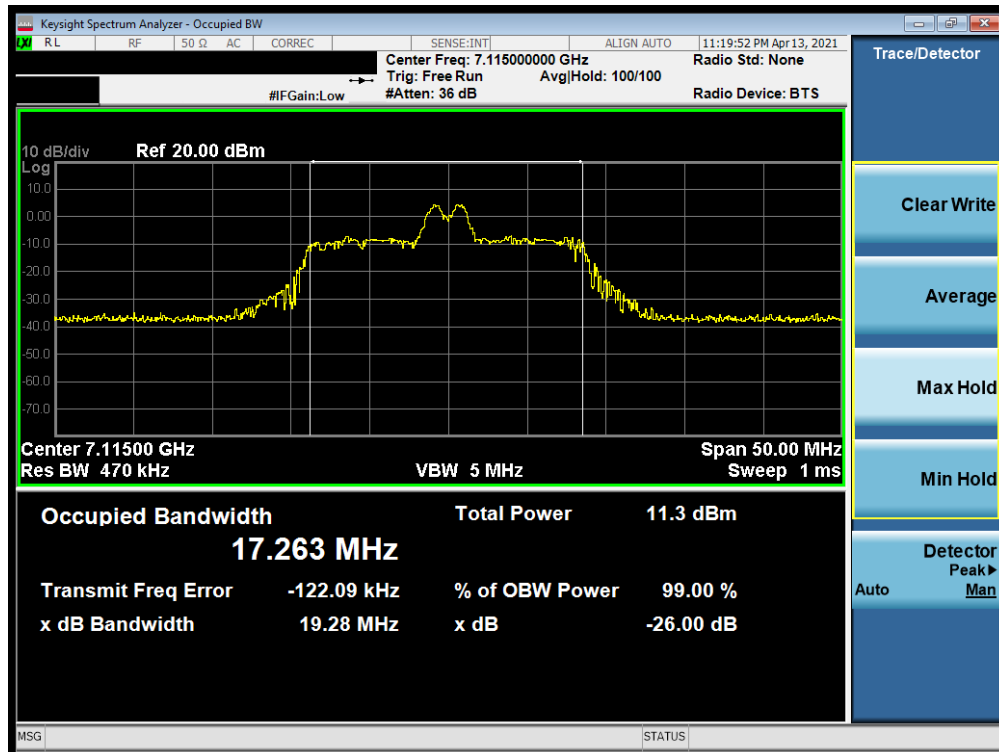 Keysight Spectrum Analyzer - Occupied BW
LXI RL RF 50 Ω AC CORREC SENSE:INT ALIGN AUTO 11:19:52 PM Apr 13, 2021
Center Freq: 7.115000000 GHz Radio Std: None
Trig: Free Run Avg|Hold: 100/100
#IFGain:Low #Atten: 36 dB Radio Device: BTS
10 dB/div Ref 20.00 dBm
Log
10.0
0.00
-10.0
-20.0
-30.0
-40.0
-50.0
-60.0
-70.0
Center 7.11500 GHz Span 50.00 MHz
Res BW 470 kHz VBW 5 MHz Sweep 1 ms
Occupied Bandwidth Total Power 11.3 dBm
17.263 MHz
Transmit Freq Error -122.09 kHz % of OBW Power 99.00 %
x dB Bandwidth 19.28 MHz x dB -26.00 dB
MSG STATUS
Trace/Detector
Clear Write
Average
Max Hold
Min Hold
Detector
Peak
Auto Man